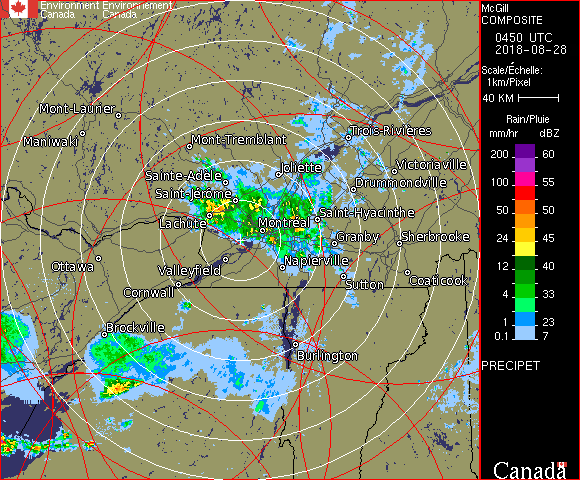 Environment Environnement
Canada Canada
McGill
COMPOSITE
0450 UTC
2018-08-28
Scale/Échelle:
1km/Pixel
40 KM
Rain/Pluie
mm/hr dBZ
200 60
100 55
50 50
24 45
12 40
4 33
1 23
0.1 7
PRECIPET
Canada
Mont-Laurier
Maniwaki
Mont-Tremblant
Trois-Rivières
Joliette
Victoriaville
Sainte-Adèle
Drummondville
Saint-Jérôme
Saint-Hyacinthe
Lachute
Montréal
Granby
Sherbrooke
Ottawa
Valleyfield
Napierville
Cornwall
Sutton
Coaticook
Brockville
Burlington